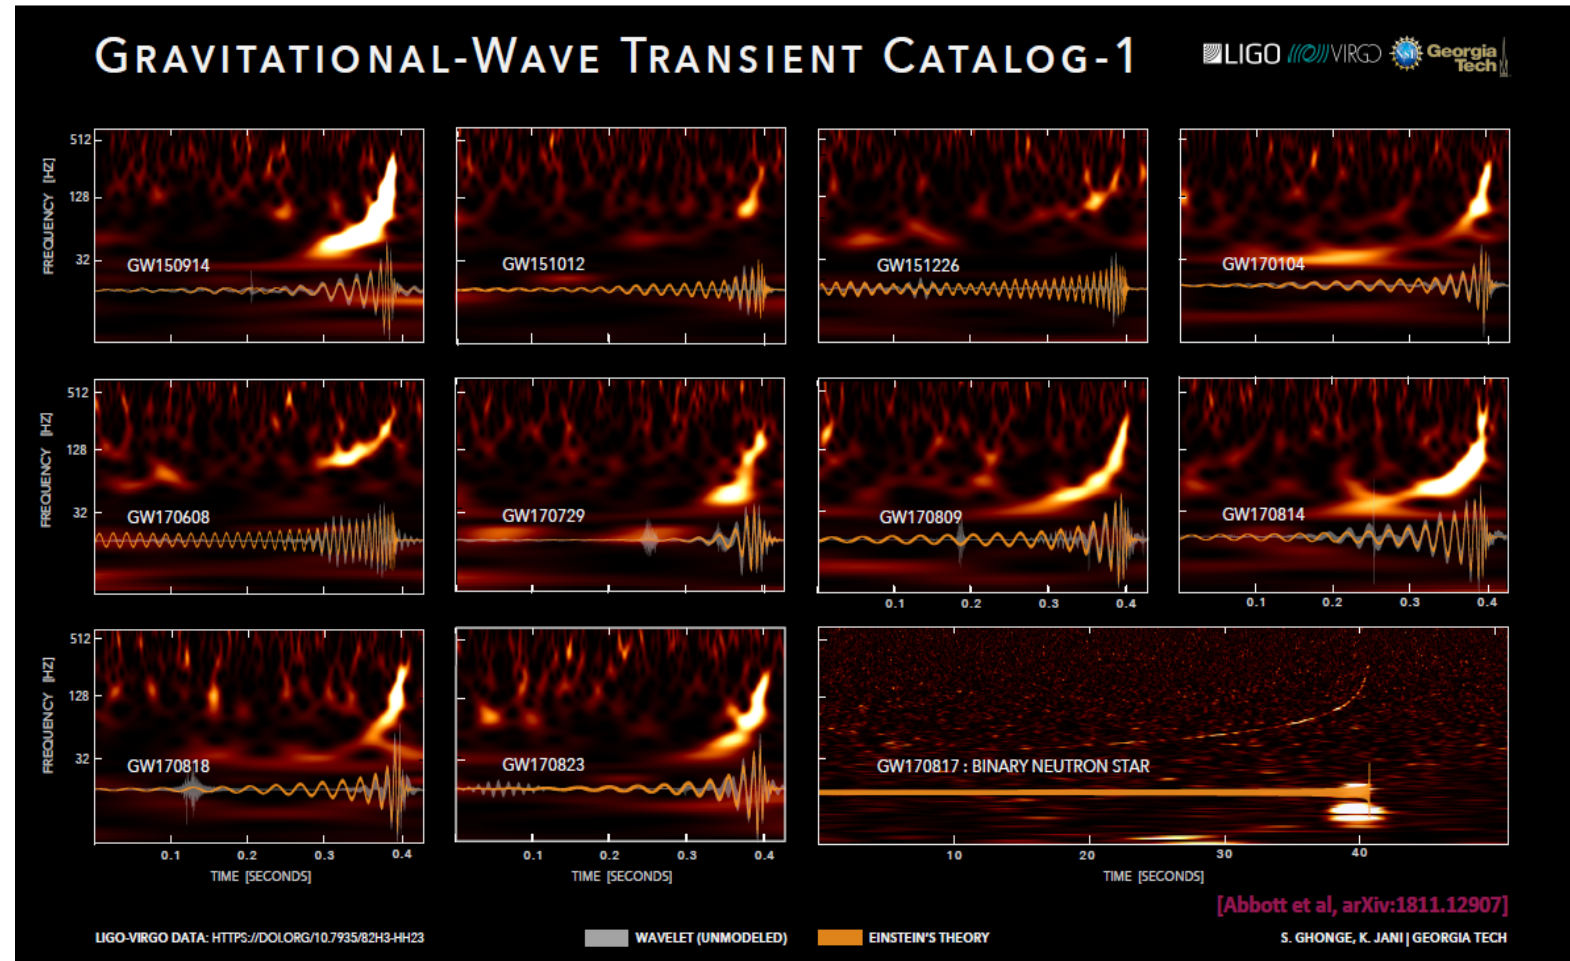 GRAVITATIONAL-WAVE TRANSIENT CATALOG-1
LIGO VIRGO NSF Georgia Tech
FREQUENCY [HZ]
512
128
32
GW150914
GW151012
GW151226
GW170104
FREQUENCY [HZ]
512
128
32
GW170608
GW170729
GW170809
GW170814
0.1 0.2 0.3 0.4
0.1 0.2 0.3 0.4
FREQUENCY [HZ]
512
128
32
GW170818
GW170823
GW170817 : BINARY NEUTRON STAR
0.1 0.2 0.3 0.4
0.1 0.2 0.3 0.4
10 20 30 40
TIME [SECONDS]
TIME [SECONDS]
TIME [SECONDS]
[Abbott et al, arXiv:1811.12907]
LIGO-VIRGO DATA: HTTPS://DOI.ORG/10.7935/82H3-HH23
WAVELET (UNMODELED)
EINSTEIN'S THEORY
S. GHONGE, K. JANI | GEORGIA TECH